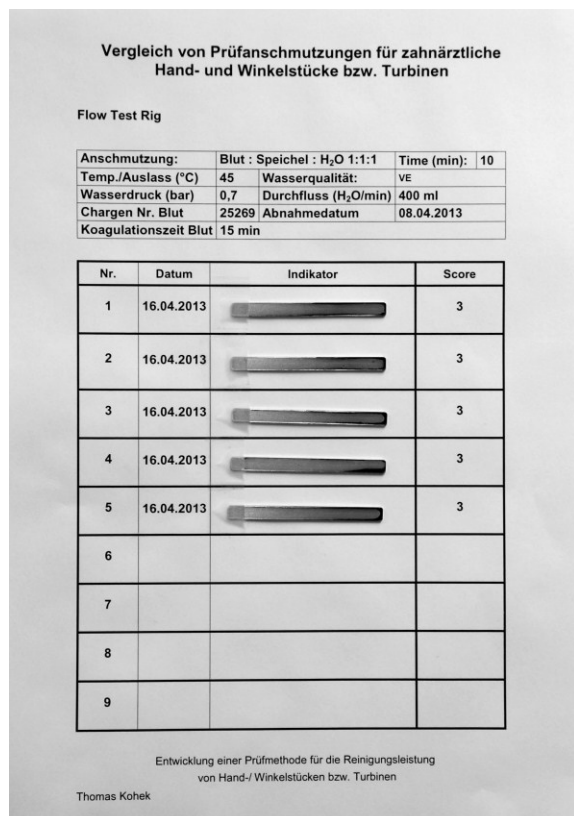 Vergleich von Prüfanschmutzungen für zahnärztliche
Hand- und Winkelstücke bzw. Turbinen
Flow Test Rig
Anschmutzung: Blut : Speichel : H₂O 1:1:1 Time (min): 10
Temp./Auslass (°C) 45 Wasserqualität: VE
Wasserdruck (bar) 0,7 Durchfluss (H₂O/min) 400 ml
Chargen Nr. Blut 25269 Abnahmedatum 08.04.2013
Koagulationszeit Blut 15 min
Nr. Datum Indikator Score
1 16.04.2013 3
2 16.04.2013 3
3 16.04.2013 3
4 16.04.2013 3
5 16.04.2013 3
6
7
8
9
Entwicklung einer Prüfmethode für die Reinigungsleistung
von Hand-/ Winkelstücken bzw. Turbinen
Thomas Kohek